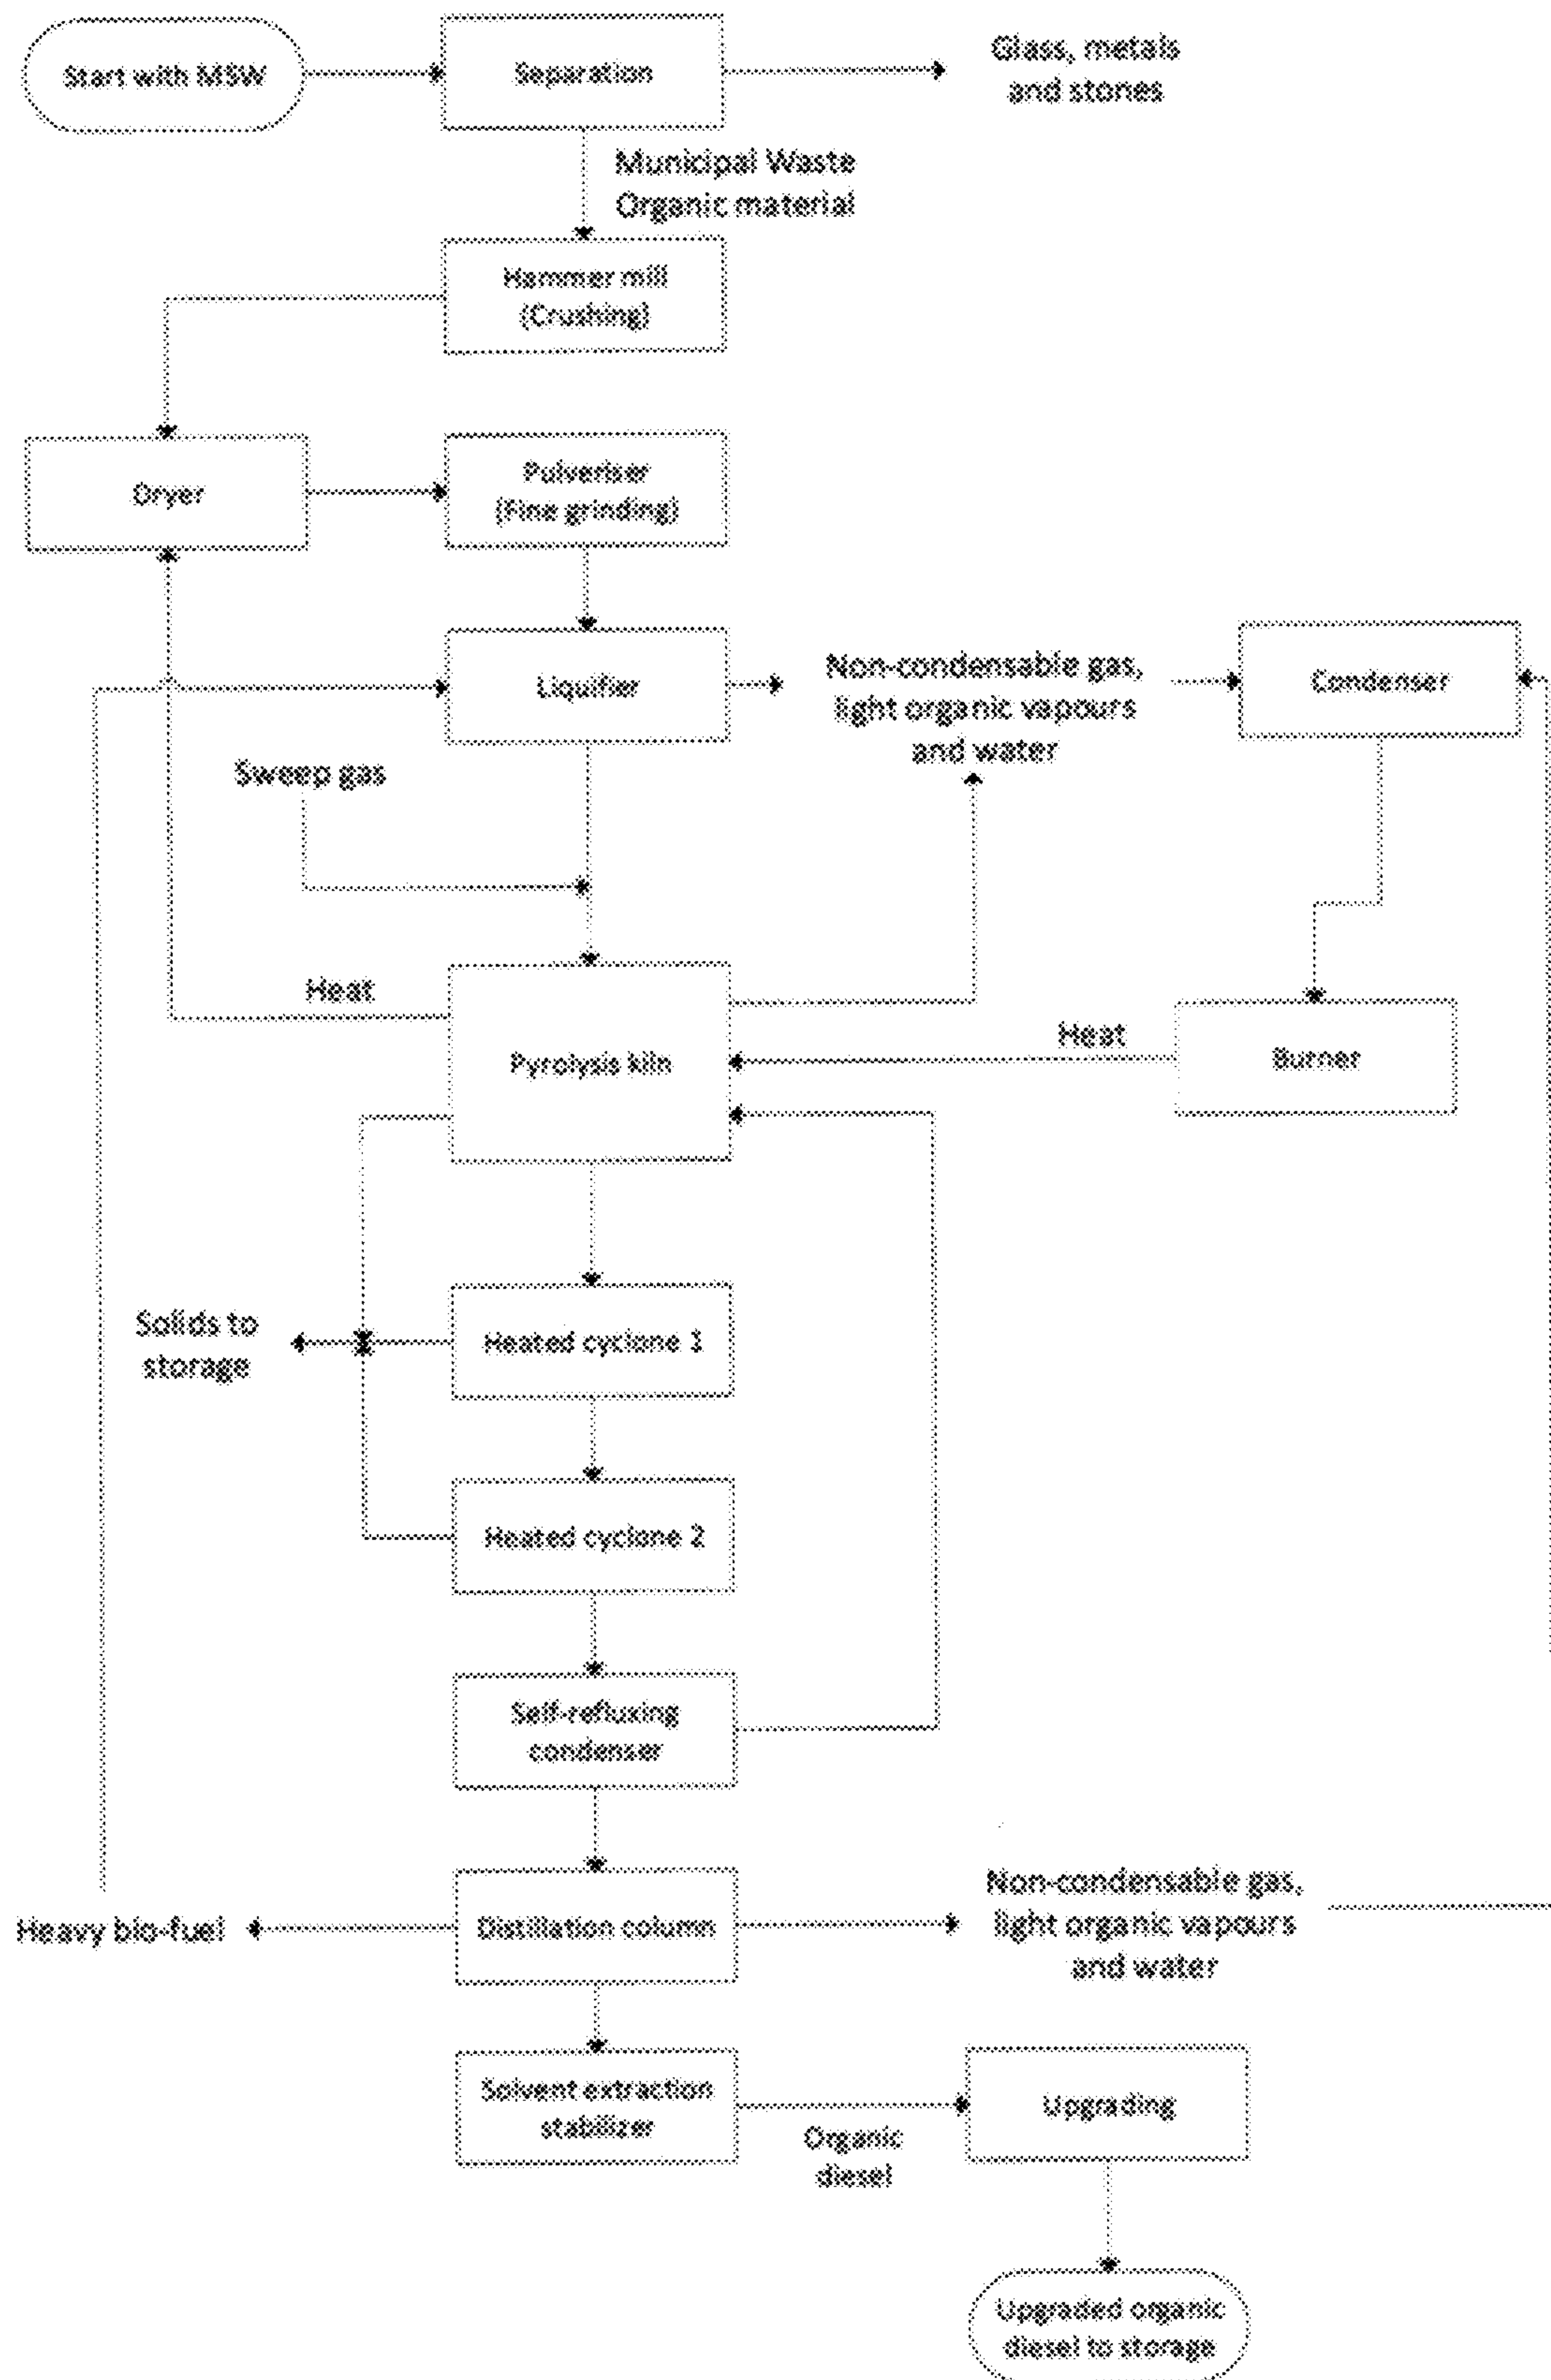 Start with MSW
Separation
Glass, metals
and stones
Municipal Waste
Organic material
Hammer mill
(Crushing)
Dryer
Pulveriser
(Fine grinding)
Liquifier
Non-condensable gas,
light organic vapours
and water
Condenser
Sweep gas
Heat
Pyrolysis kiln
Heat
Burner
Solids to
storage
Heated cyclone 1
Heated cyclone 2
Self-refluxing
condenser
Heavy bio-fuel
Distillation column
Non-condensable gas,
light organic vapours
and water
Solvent extraction
stabilizer
Organic
diesel
Upgrading
Upgraded organic
diesel to storage